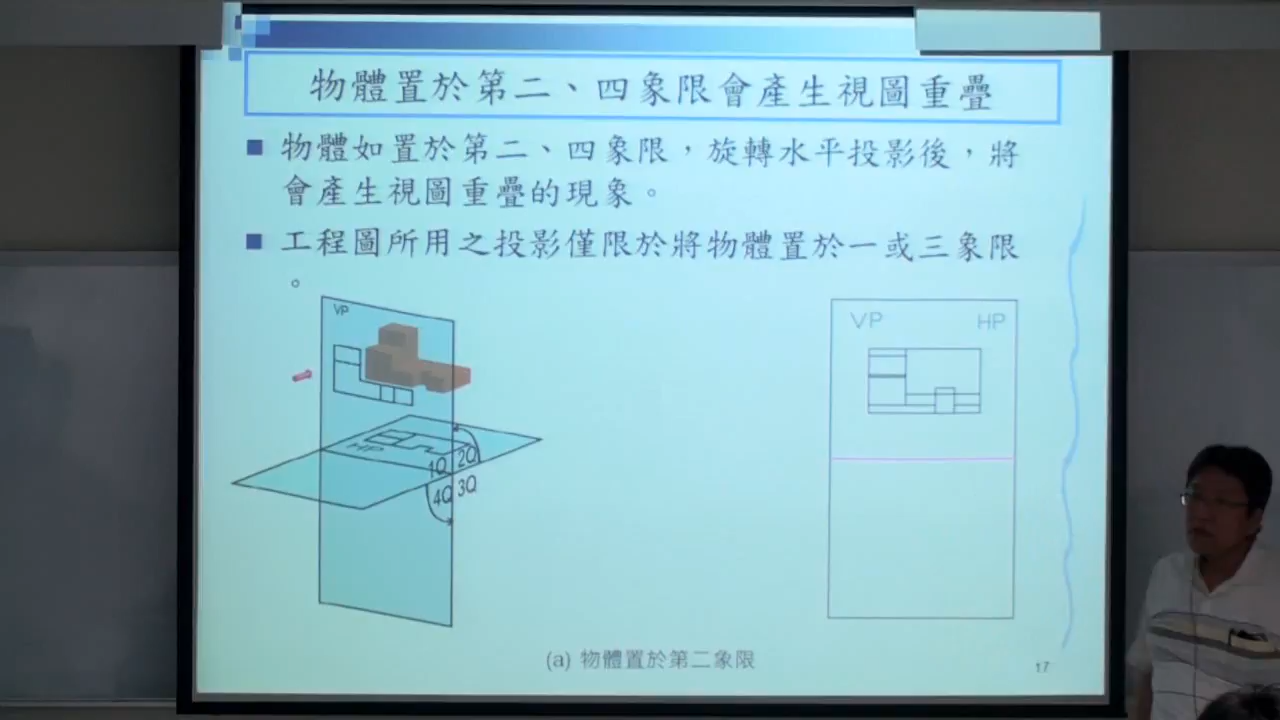 物體置於第二、四象限會產生視圖重疊
物體如置於第二、四象限，旋轉水平投影後，將
會產生視圖重疊的現象。
工程圖所用之投影僅限於將物體置於一或三象限
。
VP
HP
1Q 2Q
4Q 3Q
VP HP
(a) 物體置於第二象限
17